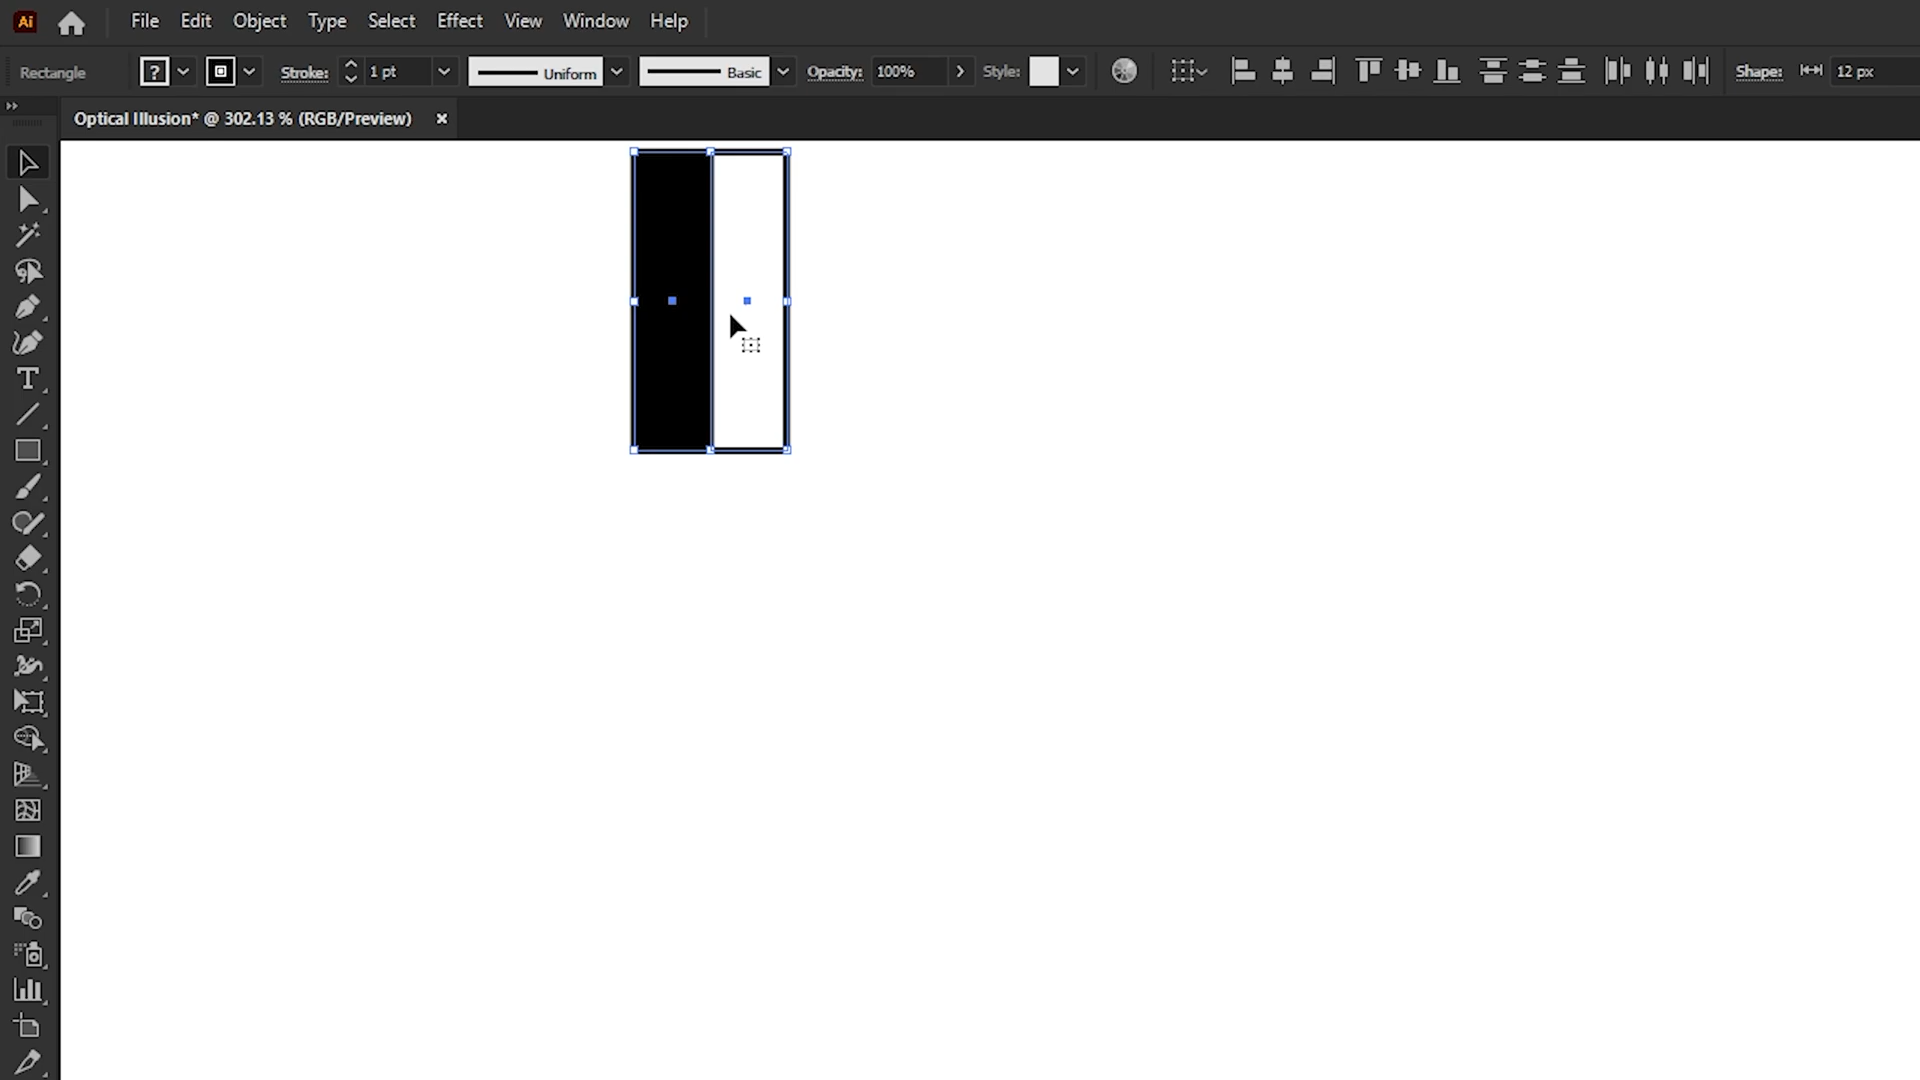 Ai File Edit Object Type Select Effect View Window Help
Rectangle ? Stroke: 1 pt Uniform Basic Opacity: 100% Style: Shape: 12 px
Optical Illusion* @ 302.13 % (RGB/Preview)